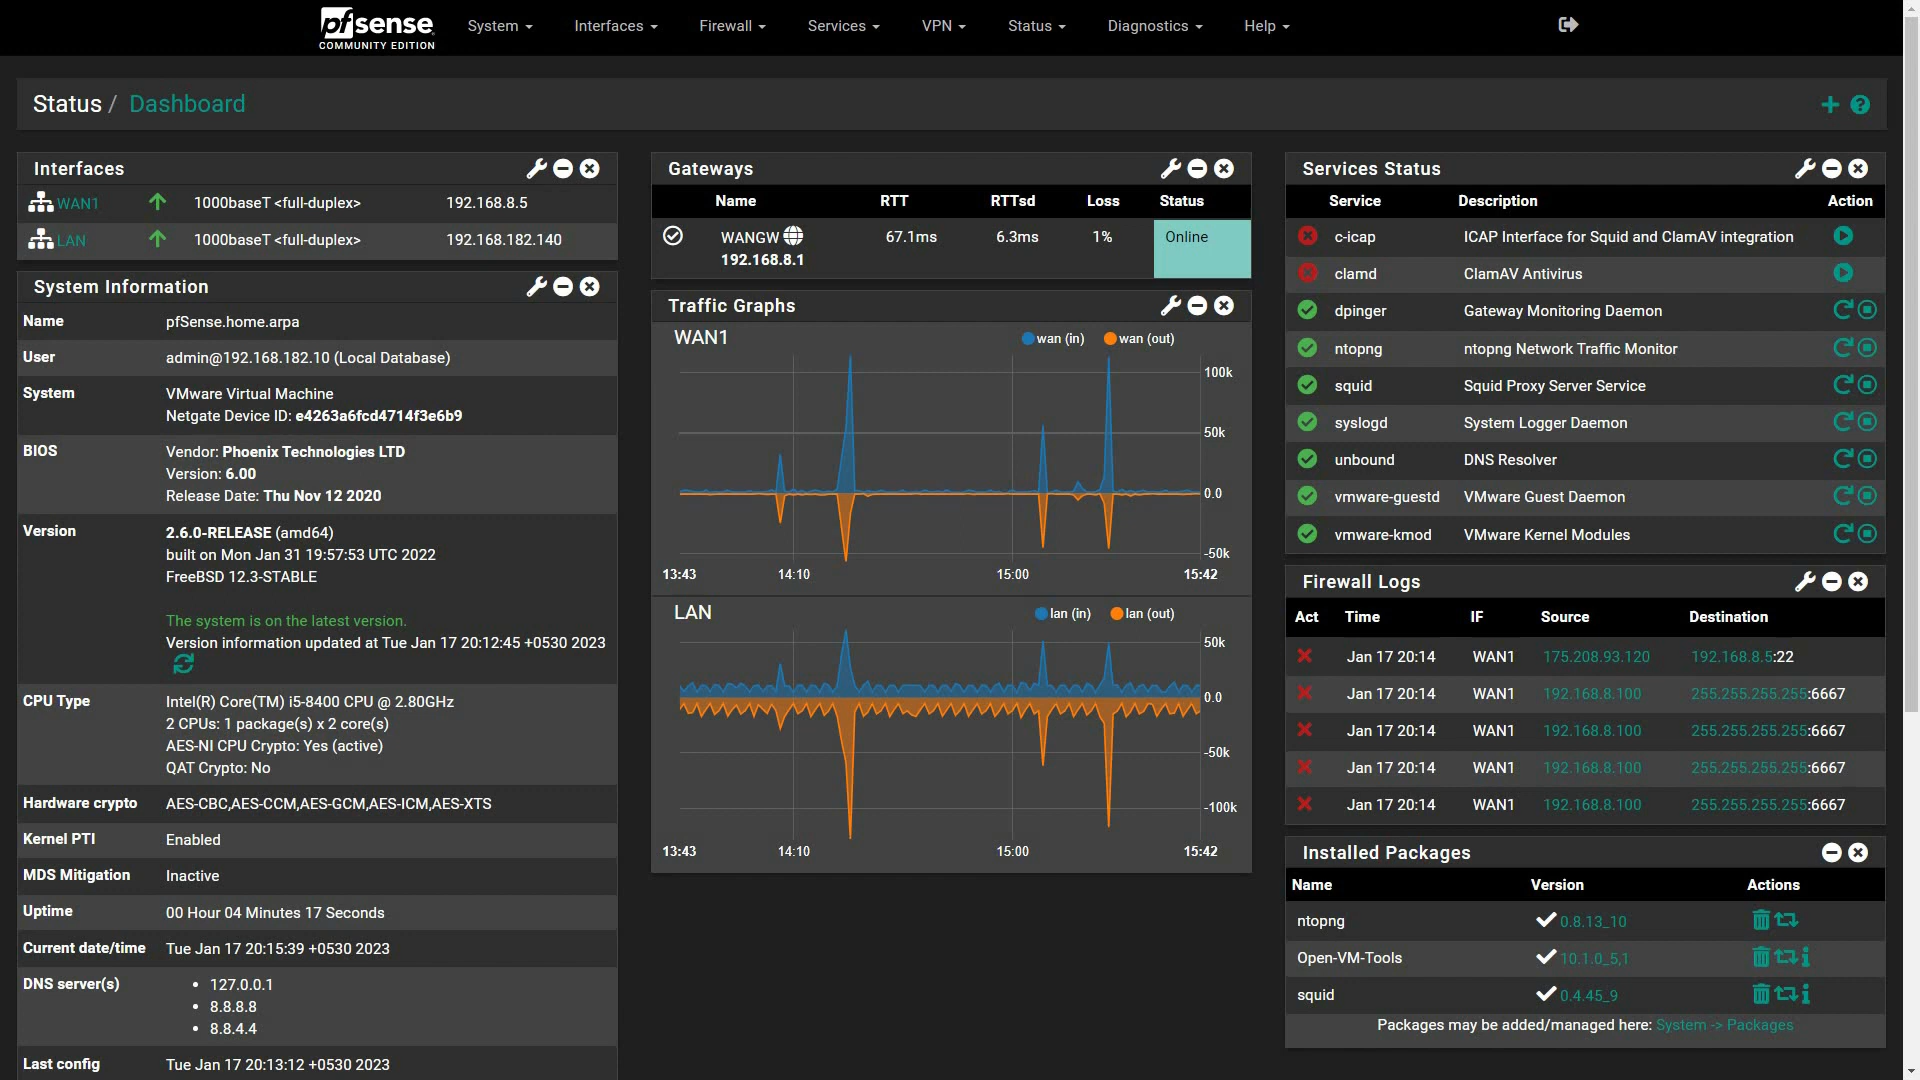 pfsense
COMMUNITY EDITION
System
Interfaces
Firewall
Services
VPN
Status
Diagnostics
Help
Status / Dashboard
Interfaces
WAN1 1000baseT <full-duplex> 192.168.8.5
LAN 1000baseT <full-duplex> 192.168.182.140
System Information
Name pfSense.home.arpa
User admin@192.168.182.10 (Local Database)
System VMware Virtual Machine
Netgate Device ID: e4263a6fcd4714f3e6b9
BIOS Vendor: Phoenix Technologies LTD
Version: 6.00
Release Date: Thu Nov 12 2020
Version 2.6.0-RELEASE (amd64)
built on Mon Jan 31 19:57:53 UTC 2022
FreeBSD 12.3-STABLE
The system is on the latest version.
Version information updated at Tue Jan 17 20:12:45 +0530 2023
CPU Type Intel(R) Core(TM) i5-8400 CPU @ 2.80GHz
2 CPUs: 1 package(s) x 2 core(s)
AES-NI CPU Crypto: Yes (active)
QAT Crypto: No
Hardware crypto AES-CBC,AES-CCM,AES-GCM,AES-ICM,AES-XTS
Kernel PTI Enabled
MDS Mitigation Inactive
Uptime 00 Hour 04 Minutes 17 Seconds
Current date/time Tue Jan 17 20:15:39 +0530 2023
DNS server(s) • 127.0.0.1
• 8.8.8.8
• 8.8.4.4
Last config Tue Jan 17 20:13:12 +0530 2023
Gateways
Name RTT RTTsd Loss Status
WANGW 67.1ms 6.3ms 1% Online
192.168.8.1
Traffic Graphs
WAN1 wan (in) wan (out)
100k
50k
0.0
-50k
13:43 14:10 15:00 15:42
LAN lan (in) lan (out)
50k
0.0
-50k
-100k
13:43 14:10 15:00 15:42
Services Status
Service Description Action
c-icap ICAP Interface for Squid and ClamAV integration
clamd ClamAV Antivirus
dpinger Gateway Monitoring Daemon
ntopng ntopng Network Traffic Monitor
squid Squid Proxy Server Service
syslogd System Logger Daemon
unbound DNS Resolver
vmware-guestd VMware Guest Daemon
vmware-kmod VMware Kernel Modules
Firewall Logs
Act Time IF Source Destination
Jan 17 20:14 WAN1 175.208.93.120 192.168.8.5:22
Jan 17 20:14 WAN1 192.168.8.100 255.255.255.255:6667
Jan 17 20:14 WAN1 192.168.8.100 255.255.255.255:6667
Jan 17 20:14 WAN1 192.168.8.100 255.255.255.255:6667
Jan 17 20:14 WAN1 192.168.8.100 255.255.255.255:6667
Installed Packages
Name Version Actions
ntopng 0.8.13_10
Open-VM-Tools 10.1.0_5,1
squid 0.4.45_9
Packages may be added/managed here: System -> Packages